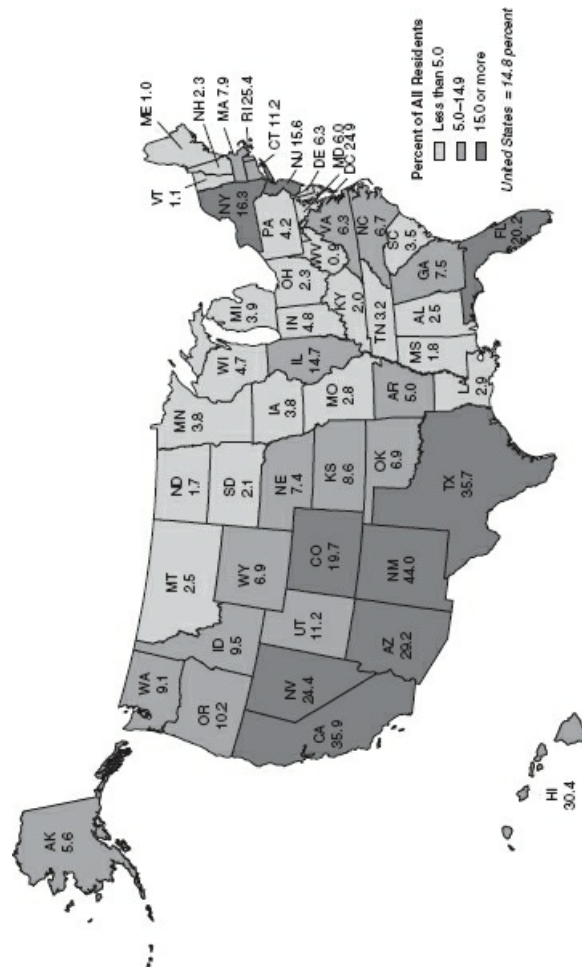 AK
5.6
HI
30.4
WA
9.1
OR
10.2
CA
35.9
ID
9.5
NV
24.4
MT
2.5
WY
6.9
UT
11.2
AZ
29.2
CO
19.7
NM
44.0
ND
1.7
SD
2.1
NE
7.4
KS
8.6
OK
6.9
TX
35.7
MN
3.8
IA
3.8
MO
2.8
AR
5.0
LA
2.9
WI
4.7
IL
14.7
MI
3.9
IN
4.8
OH
2.3
KY
2.0
TN 3.2
MS
1.8
AL
2.5
GA
7.5
FL
20.2
SC
3.5
NC
6.7
VA
6.3
WV
0.9
PA
4.2
NY
16.3
VT
1.1
ME 1.0
NH 2.3
MA 7.9
RI 25.4
CT 11.2
NJ 15.6
DE 6.3
MD 6.0
DC 24.9
Percent of All Residents
Less than 5.0
5.0–14.9
15.0 or more
United States = 14.8 percent